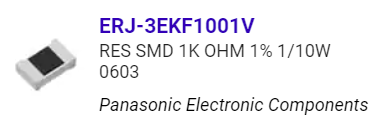 ERJ-3EKF1001V
RES SMD 1K OHM 1% 1/10W
0603
Panasonic Electronic Components